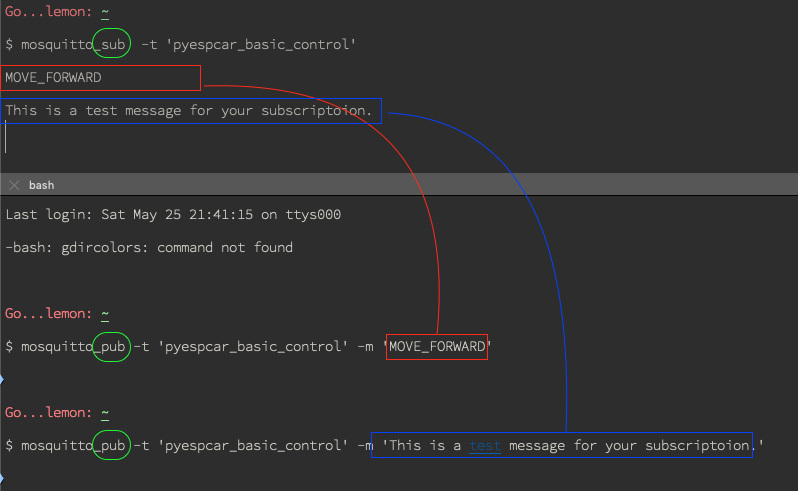 Go...lemon: ~
$ mosquitto_sub -t 'pyespcar_basic_control'
MOVE_FORWARD
This is a test message for your subscriptoion.
bash
Last login: Sat May 25 21:41:15 on ttys000
-bash: gdircolors: command not found
Go...lemon: ~
$ mosquitto_pub -t 'pyespcar_basic_control' -m 'MOVE_FORWARD'
Go...lemon: ~
$ mosquitto_pub -t 'pyespcar_basic_control' -m 'This is a test message for your subscriptoion.'